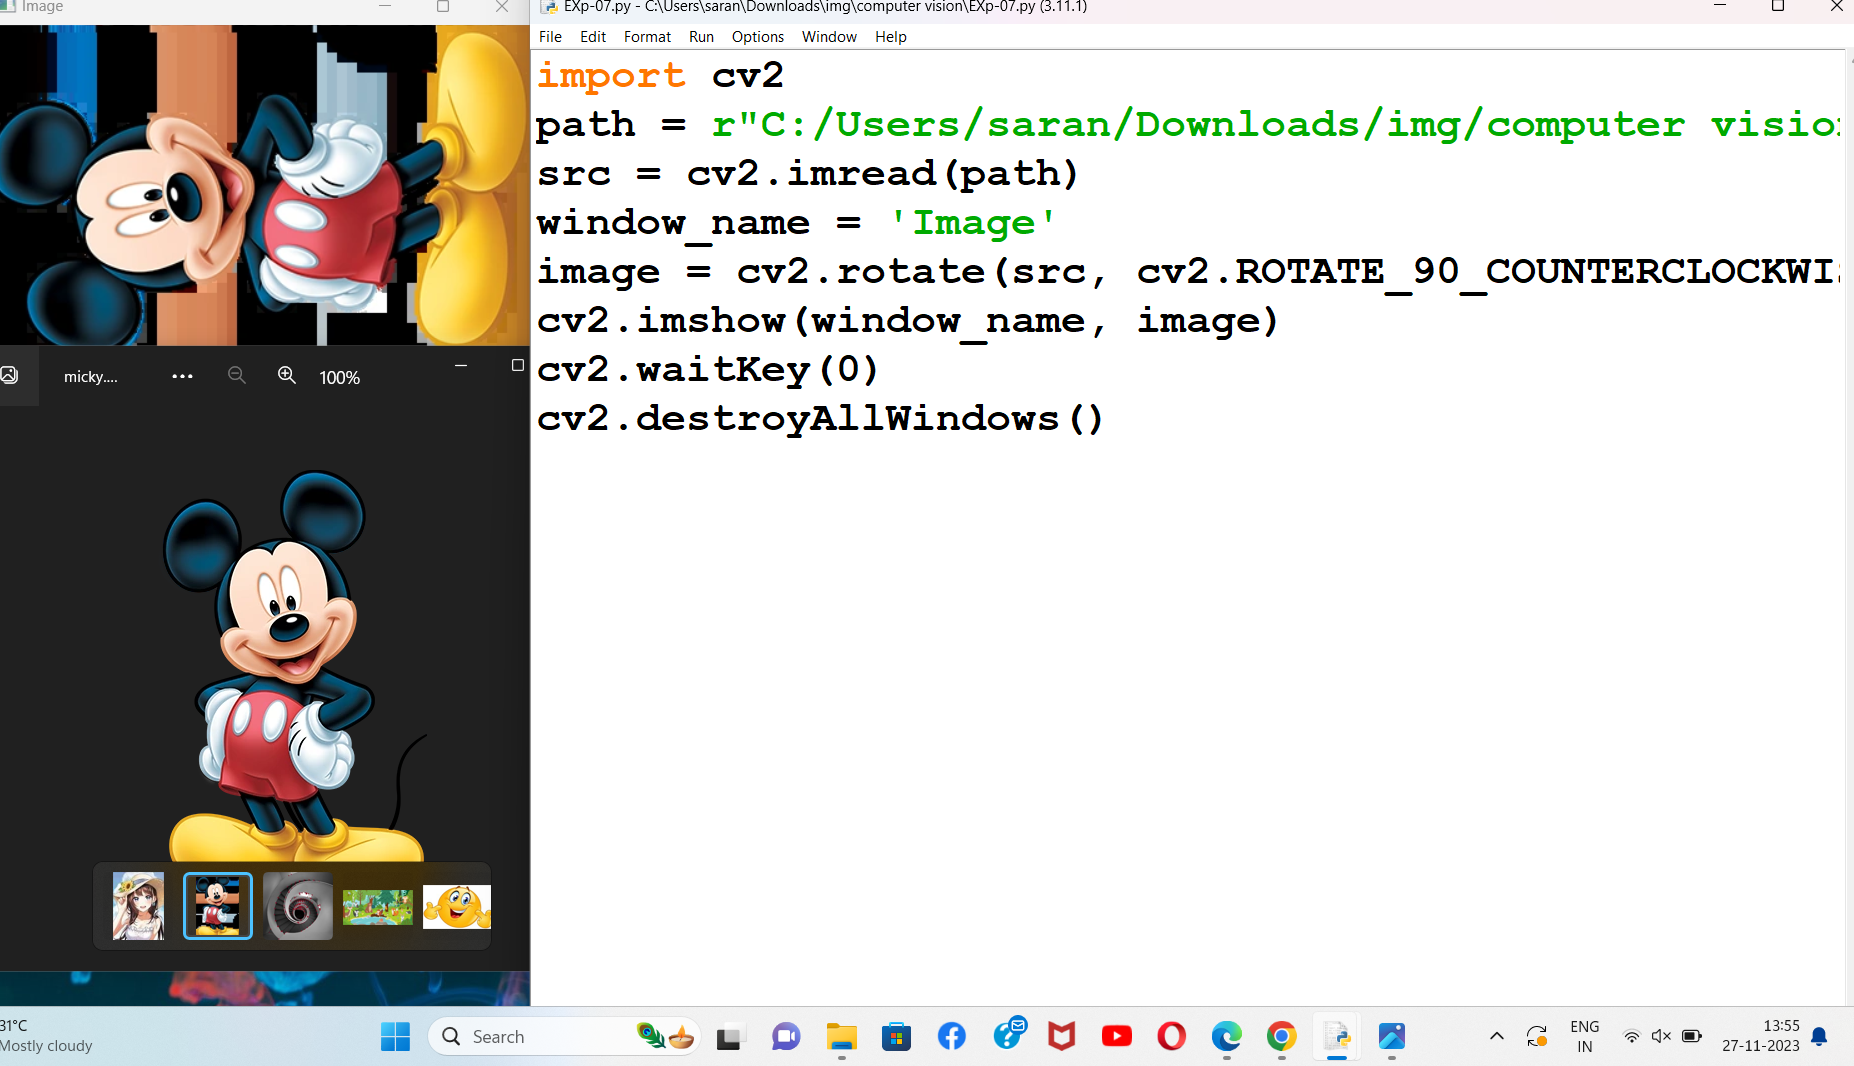 Image
EXp-07.py - C:\Users\saran\Downloads\img\computer vision\EXp-07.py (3.11.1)
File Edit Format Run Options Window Help
import cv2
path = r"C:/Users/saran/Downloads/img/computer visio
src = cv2.imread(path)
window_name = 'Image'
image = cv2.rotate(src, cv2.ROTATE_90_COUNTERCLOCKWI
cv2.imshow(window_name, image)
cv2.waitKey(0)
cv2.destroyAllWindows()
micky.... ••• 100%
31°C
Mostly cloudy
Search
ENG
IN
13:55
27-11-2023